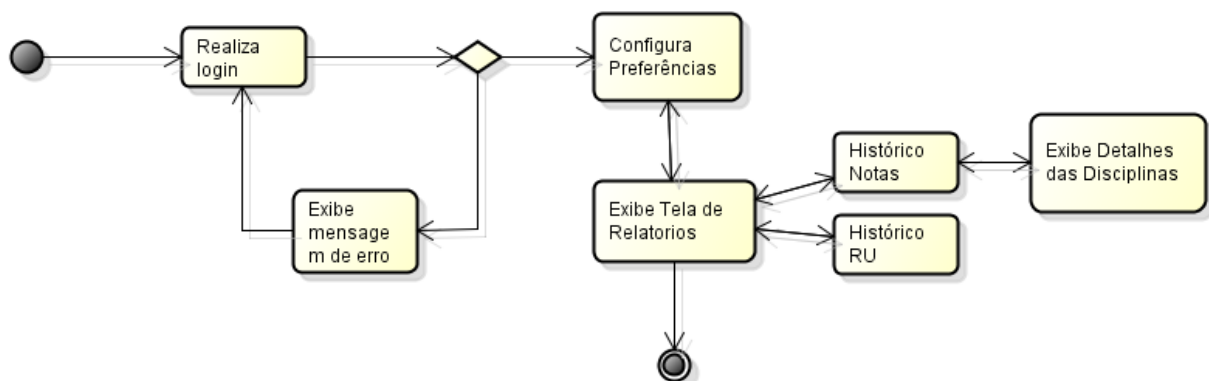 Realiza
login
Configura
Preferências
Exibe
mensage
m de erro
Exibe Tela de
Relatorios
Histórico
Notas
Histórico
RU
Exibe Detalhes
das Disciplinas